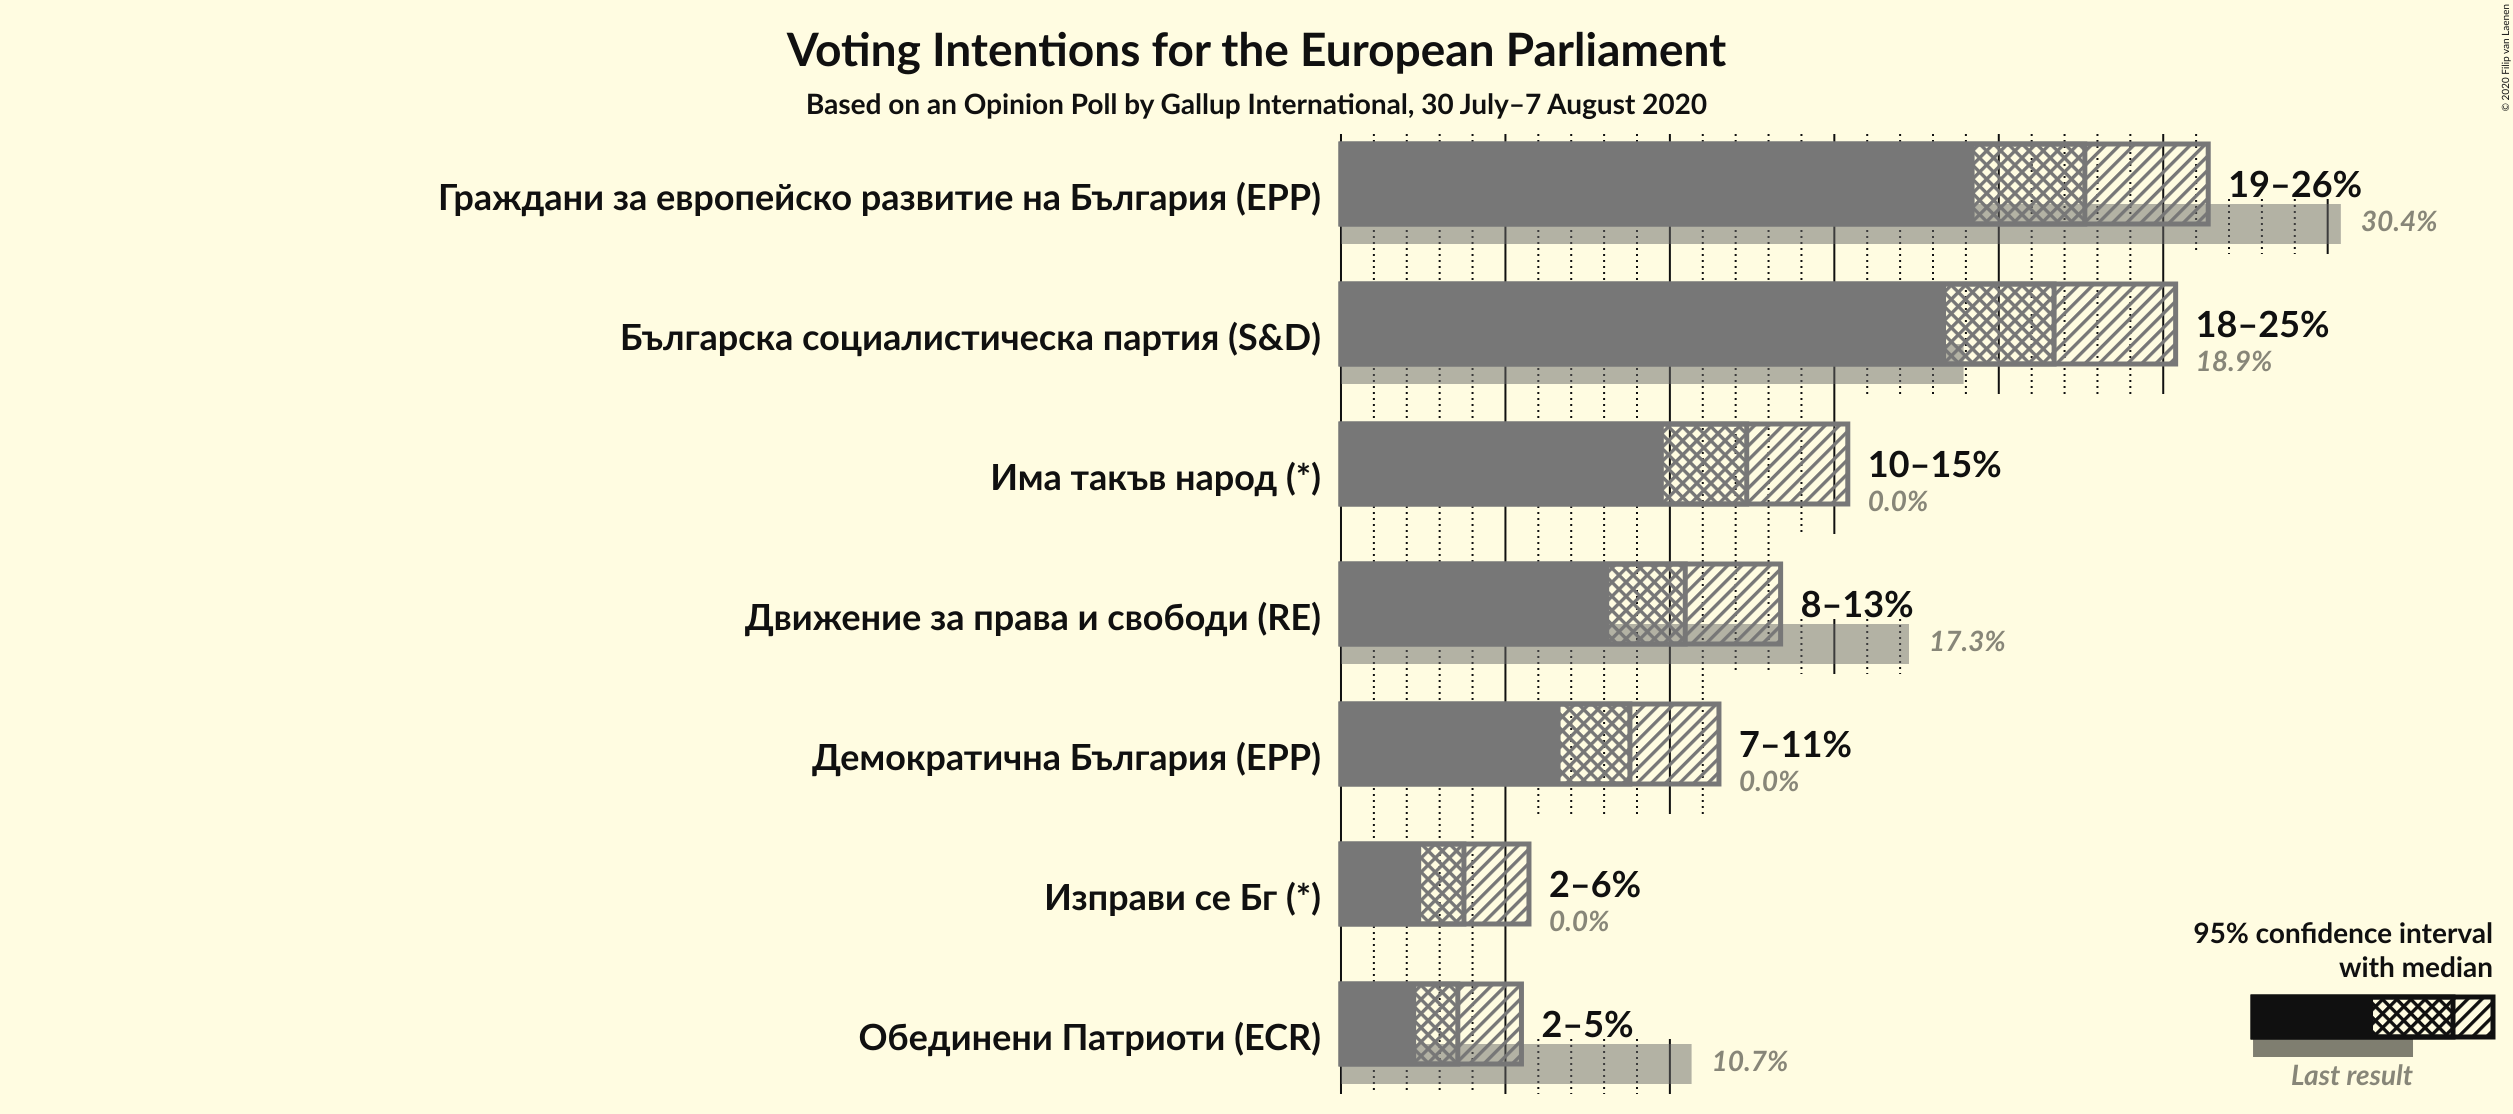 Voting Intentions for the European Parliament
Based on an Opinion Poll by Gallup International, 30 July–7 August 2020
© 2020 Filip van Laenen
Граждани за европейско развитие на България (EPP)
19–26%
30.4%
Българска социалистическа партия (S&D)
18–25%
18.9%
Има такъв народ (*)
10–15%
0.0%
Движение за права и свободи (RE)
8–13%
17.3%
Демократична България (EPP)
7–11%
0.0%
Изправи се Бг (*)
2–6%
0.0%
Обединени Патриоти (ECR)
2–5%
10.7%
95% confidence interval
with median
Last result